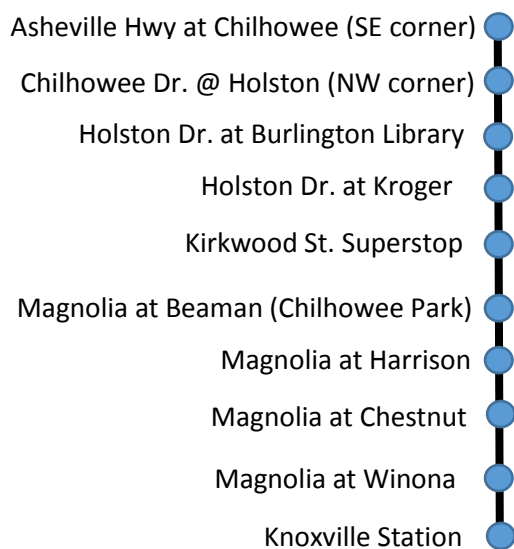 Asheville Hwy at Chilhowee (SE corner)
Chilhowee Dr. @ Holston (NW corner)
Holston Dr. at Burlington Library
Holston Dr. at Kroger
Kirkwood St. Superstop
Magnolia at Beaman (Chilhowee Park)
Magnolia at Harrison
Magnolia at Chestnut
Magnolia at Winona
Knoxville Station